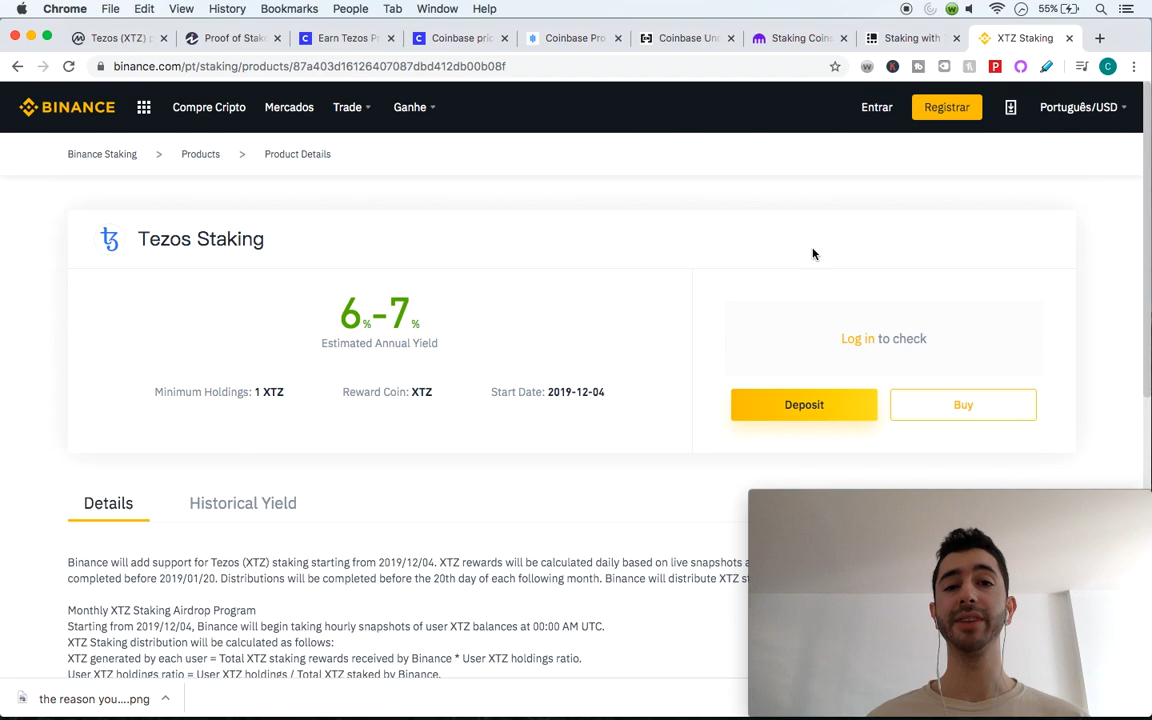 Chrome File Edit View History Bookmarks People Tab Window Help 55%
Tezos (XTZ) p Proof of Stak Earn Tezos P Coinbase pric Coinbase Pro Coinbase Un Staking Coins Staking with XTZ Staking
binance.com/pt/staking/products/87a403d16126407087dbd412db00b08f
BINANCE Compre Cripto Mercados Trade Ganhe Entrar Registrar Português/USD
Binance Staking > Products > Product Details
Tezos Staking
6%-7%
Estimated Annual Yield
Log in to check
Minimum Holdings: 1 XTZ Reward Coin: XTZ Start Date: 2019-12-04
Deposit Buy
Details Historical Yield
Binance will add support for Tezos (XTZ) staking starting from 2019/12/04. XTZ rewards will be calculated daily based on live snapshots a
completed before 2019/01/20. Distributions will be completed before the 20th day of each following month. Binance will distribute XTZ s
Monthly XTZ Staking Airdrop Program
Starting from 2019/12/04, Binance will begin taking hourly snapshots of user XTZ balances at 00:00 AM UTC.
XTZ Staking distribution will be calculated as follows:
XTZ generated by each user = Total XTZ staking rewards received by Binance * User XTZ holdings ratio.
User XTZ holdings ratio = User XTZ holdings / Total XTZ staked by Binance.
the reason you....png